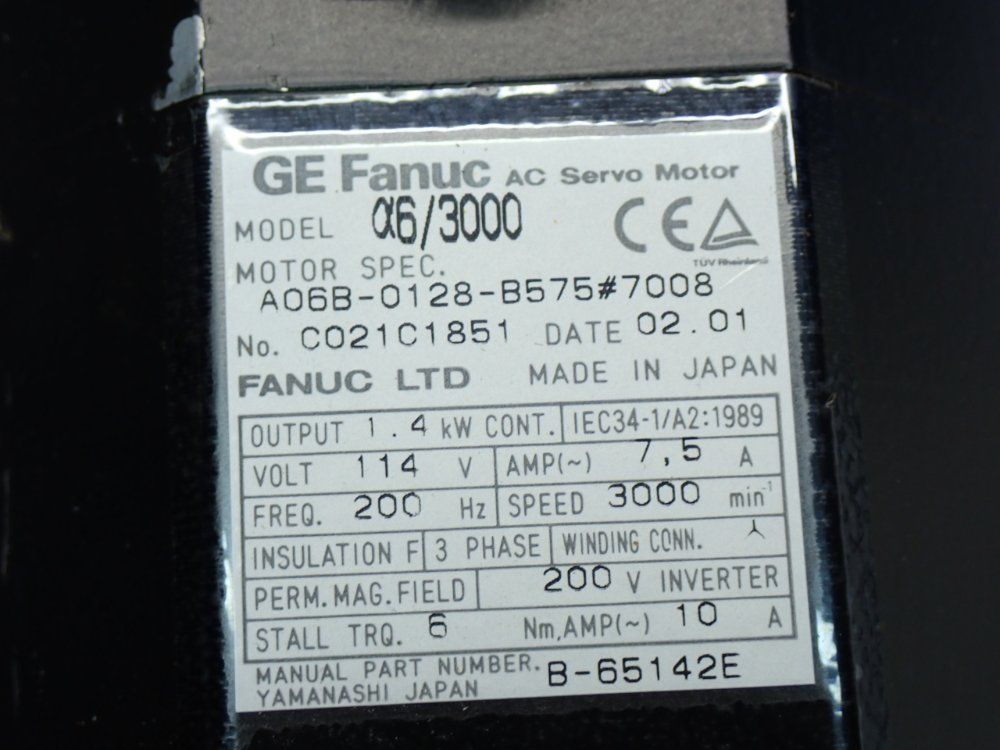 GE Fanuc AC Servo Motor
MODEL α6/3000
CE TÜV Rheinland
MOTOR SPEC.
A06B-0128-B575#7008
No. C021C1851 DATE 02.01
FANUC LTD MADE IN JAPAN
OUTPUT 1.4 kW CONT. IEC34-1/A2:1989
VOLT 114 V AMP(~) 7,5 A
FREQ. 200 Hz SPEED 3000 min⁻¹
INSULATION F 3 PHASE WINDING CONN.
PERM.MAG.FIELD 200 V INVERTER
STALL TRQ. 6 Nm,AMP(~) 10 A
MANUAL PART NUMBER. B-65142E
YAMANASHI JAPAN